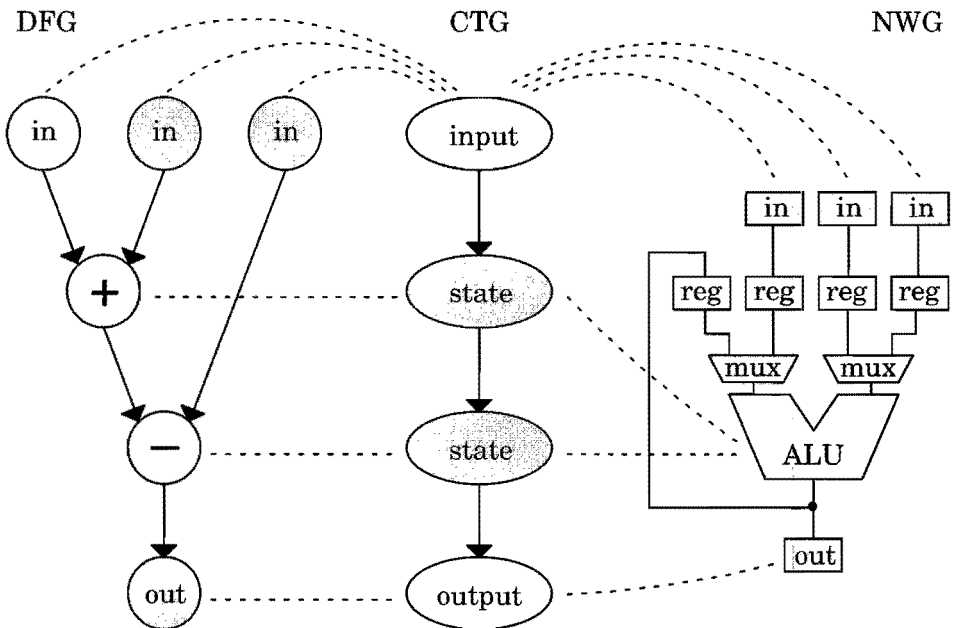 DFG CTG NWG
in in in input
in in in
+ state reg reg reg reg
mux mux
− state ALU
out output out